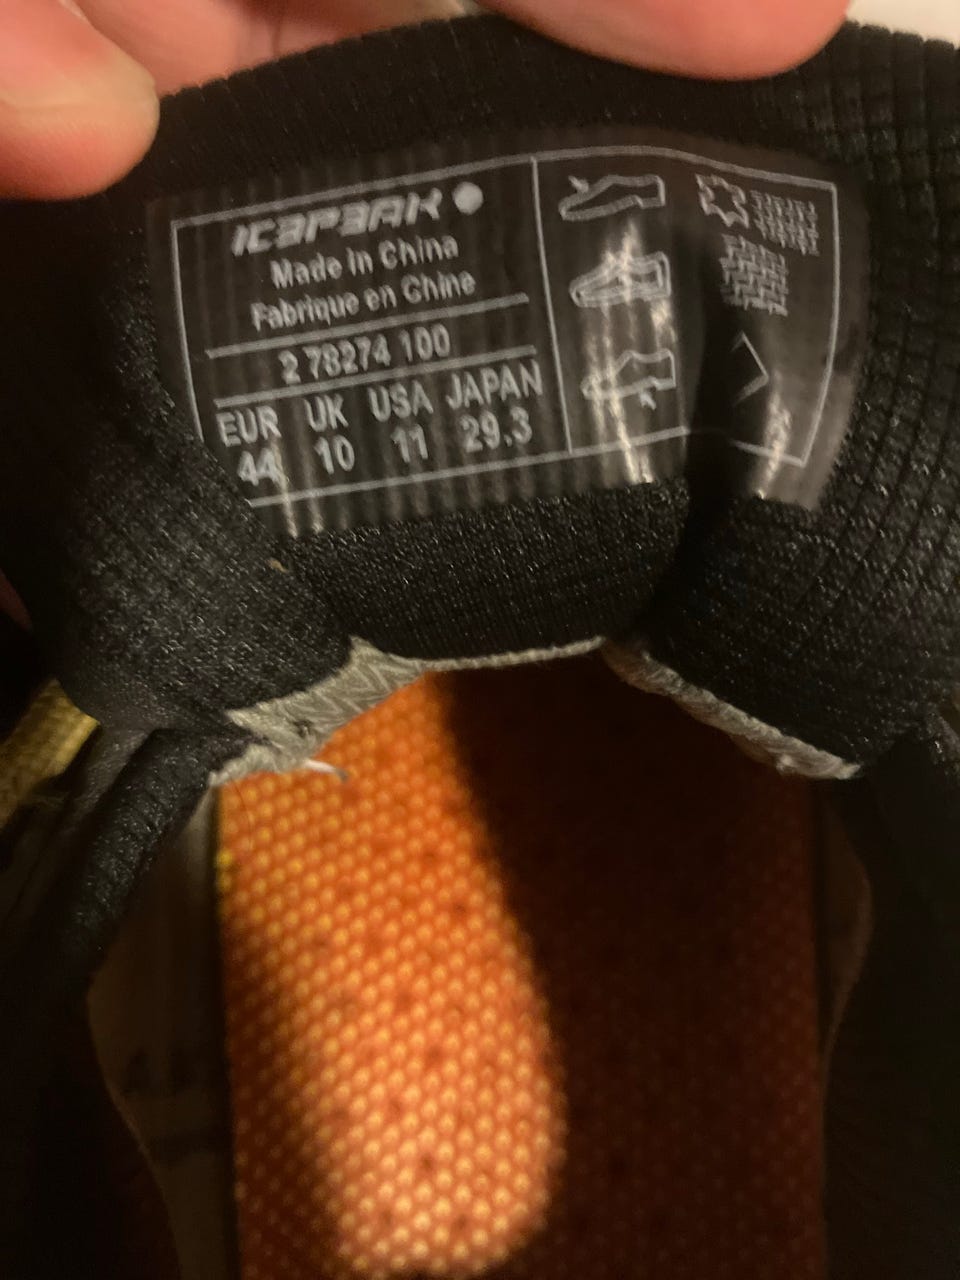 ICEPEAK
Made in China
Fabrique en Chine
2 78274 100
EUR UK USA JAPAN
44 10 11 29.3